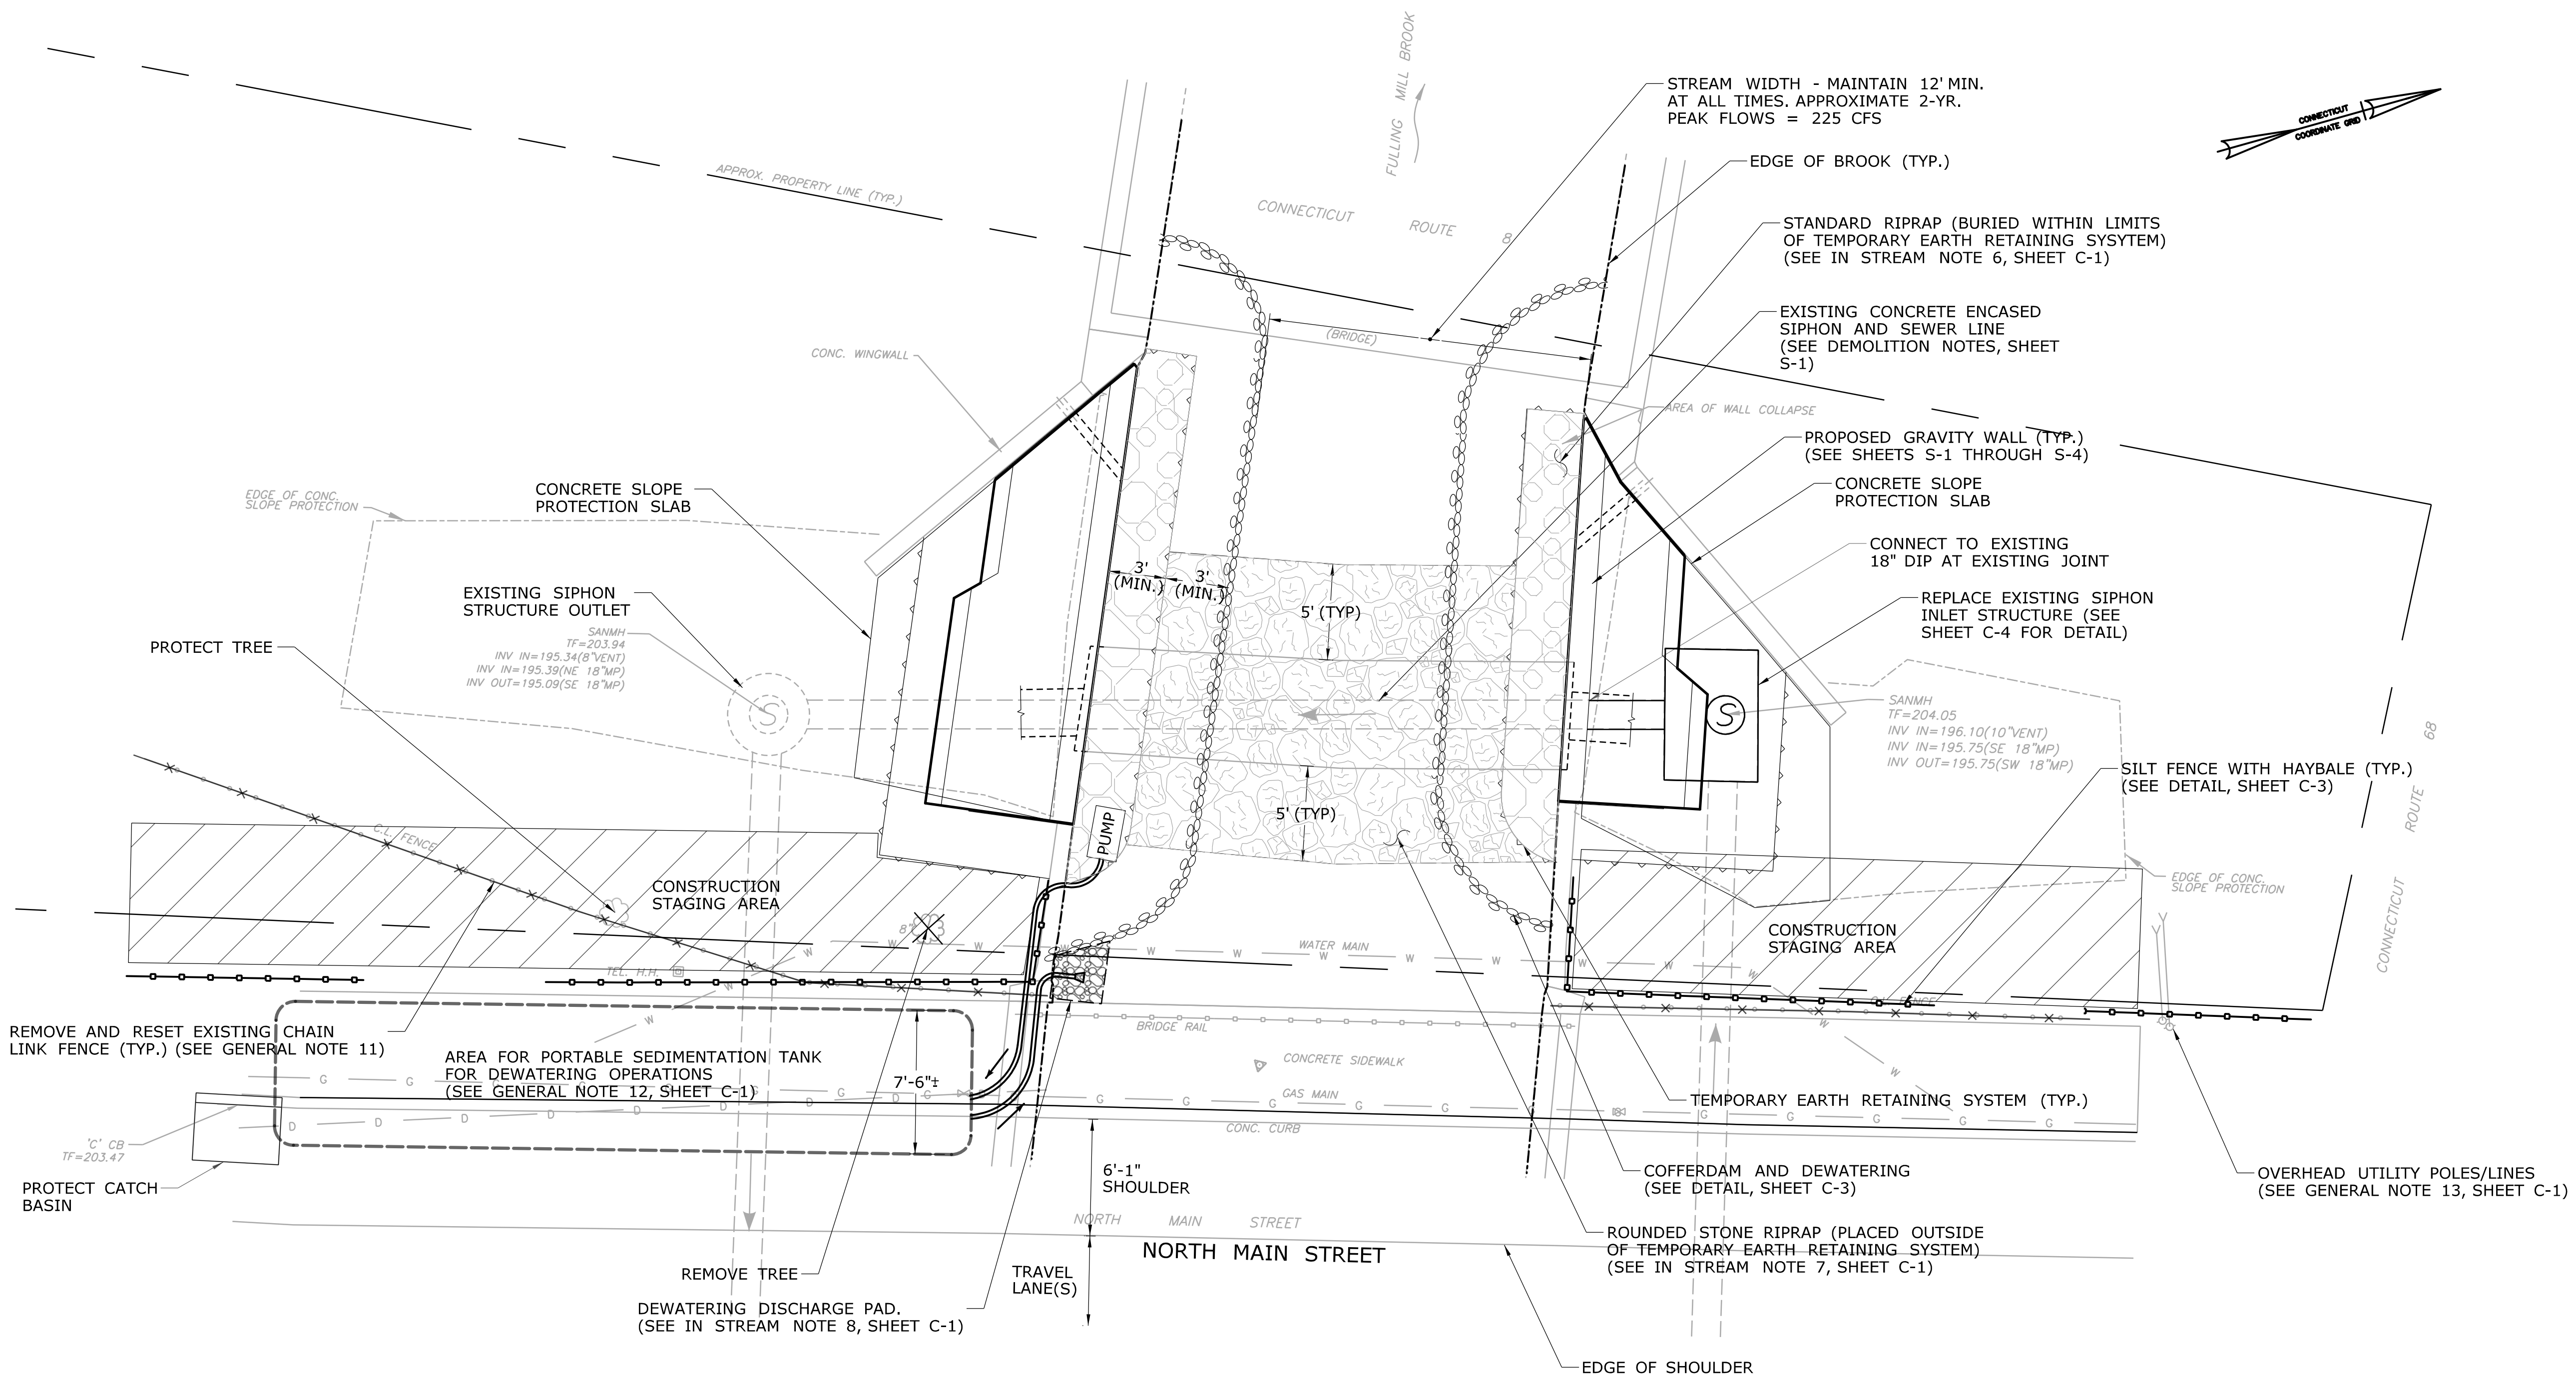 FULLING MILL BROOK
STREAM WIDTH - MAINTAIN 12' MIN.
AT ALL TIMES. APPROXIMATE 2-YR.
PEAK FLOWS = 225 CFS
CONNECTICUT
COORDINATE GRID
EDGE OF BROOK (TYP.)
APPROX. PROPERTY LINE (TYP.)
CONNECTICUT ROUTE 8
STANDARD RIPRAP (BURIED WITHIN LIMITS
OF TEMPORARY EARTH RETAINING SYSYTEM)
(SEE IN STREAM NOTE 6, SHEET C-1)
EXISTING CONCRETE ENCASED
SIPHON AND SEWER LINE
(SEE DEMOLITION NOTES, SHEET
S-1)
(BRIDGE)
CONC. WINGWALL
AREA OF WALL COLLAPSE
PROPOSED GRAVITY WALL (TYP.)
(SEE SHEETS S-1 THROUGH S-4)
CONCRETE SLOPE
PROTECTION SLAB
EDGE OF CONC.
SLOPE PROTECTION
CONCRETE SLOPE
PROTECTION SLAB
CONNECT TO EXISTING
18" DIP AT EXISTING JOINT
3'
(MIN.)
3'
(MIN.)
5' (TYP)
EXISTING SIPHON
STRUCTURE OUTLET
REPLACE EXISTING SIPHON
INLET STRUCTURE (SEE
SHEET C-4 FOR DETAIL)
SANMH
TF=203.94
INV IN=195.34(8"VENT)
INV IN=195.39(NE 18"MP)
INV OUT=195.09(SE 18"MP)
PROTECT TREE
S
S
SANMH
TF=204.05
INV IN=196.10(10"VENT)
INV IN=195.75(SE 18"MP)
INV OUT=195.75(SW 18"MP)
SILT FENCE WITH HAYBALE (TYP.)
(SEE DETAIL, SHEET C-3)
CONNECTICUT ROUTE 68
5' (TYP)
PUMP
C.L. FENCE
CONSTRUCTION
STAGING AREA
8"
EDGE OF CONC.
SLOPE PROTECTION
CONSTRUCTION
STAGING AREA
W W W W W W W W W
WATER MAIN
TEL. H.H.
FENCE
REMOVE AND RESET EXISTING CHAIN
LINK FENCE (TYP.) (SEE GENERAL NOTE 11)
BRIDGE RAIL
CONCRETE SIDEWALK
AREA FOR PORTABLE SEDIMENTATION TANK
FOR DEWATERING OPERATIONS
(SEE GENERAL NOTE 12, SHEET C-1)
7'-6"±
G G G G G G G G G G
GAS MAIN
D D D D D D D D
TEMPORARY EARTH RETAINING SYSTEM (TYP.)
CONC. CURB
'C' CB
TF=203.47
6'-1"
SHOULDER
COFFERDAM AND DEWATERING
(SEE DETAIL, SHEET C-3)
OVERHEAD UTILITY POLES/LINES
(SEE GENERAL NOTE 13, SHEET C-1)
PROTECT CATCH
BASIN
NORTH MAIN STREET
NORTH MAIN STREET
ROUNDED STONE RIPRAP (PLACED OUTSIDE
OF TEMPORARY EARTH RETAINING SYSTEM)
(SEE IN STREAM NOTE 7, SHEET C-1)
REMOVE TREE
TRAVEL
LANE(S)
DEWATERING DISCHARGE PAD.
(SEE IN STREAM NOTE 8, SHEET C-1)
EDGE OF SHOULDER